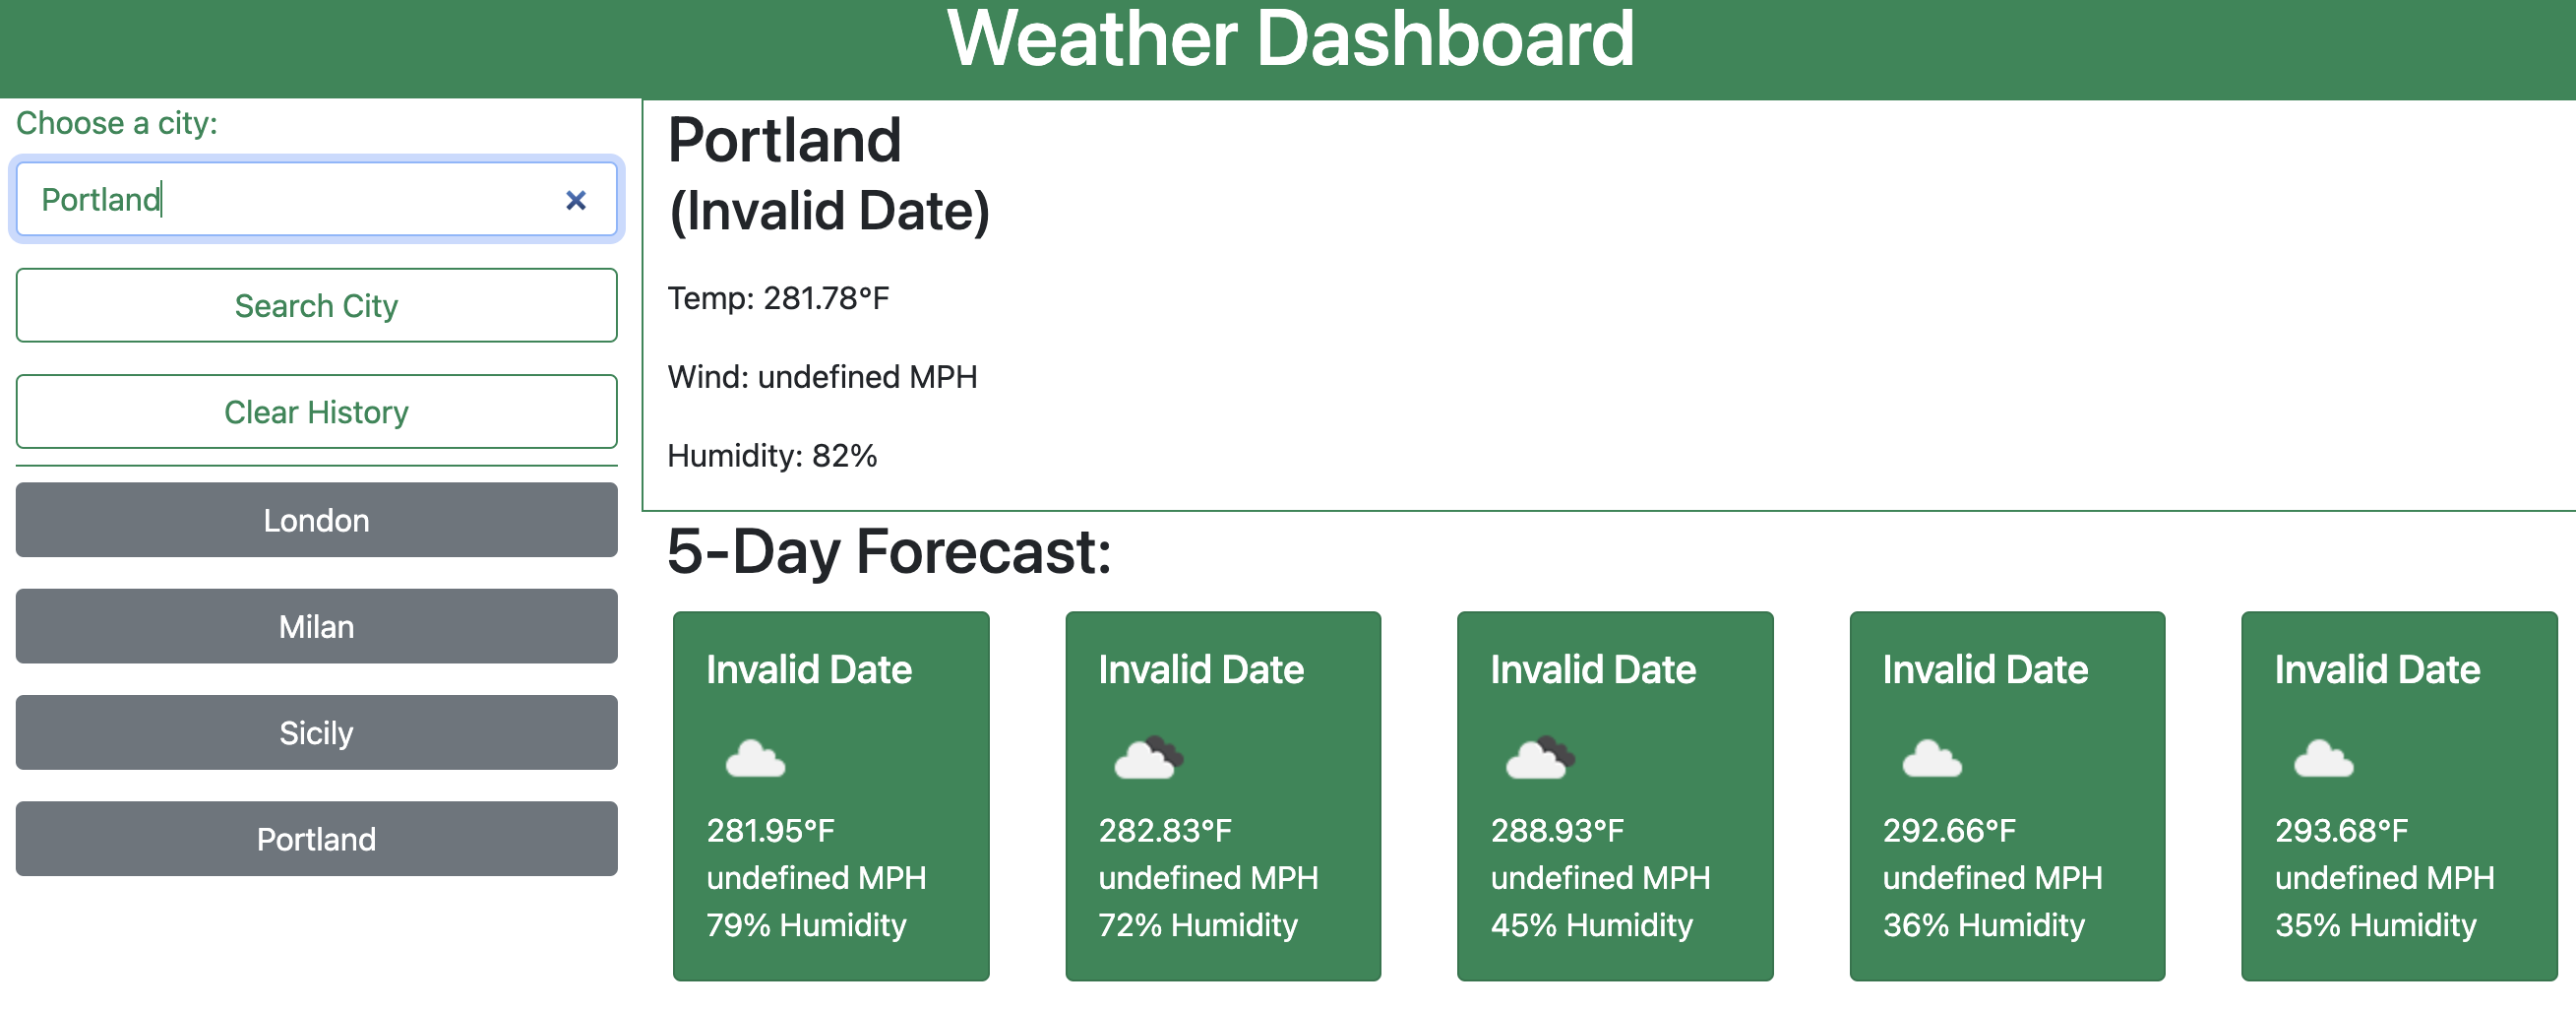 Weather Dashboard
Choose a city:
Portland
Search City
Clear History
London
Milan
Sicily
Portland
Portland
(Invalid Date)
Temp: 281.78°F
Wind: undefined MPH
Humidity: 82%
5-Day Forecast:
Invalid Date
281.95°F
undefined MPH
79% Humidity
Invalid Date
282.83°F
undefined MPH
72% Humidity
Invalid Date
288.93°F
undefined MPH
45% Humidity
Invalid Date
292.66°F
undefined MPH
36% Humidity
Invalid Date
293.68°F
undefined MPH
35% Humidity